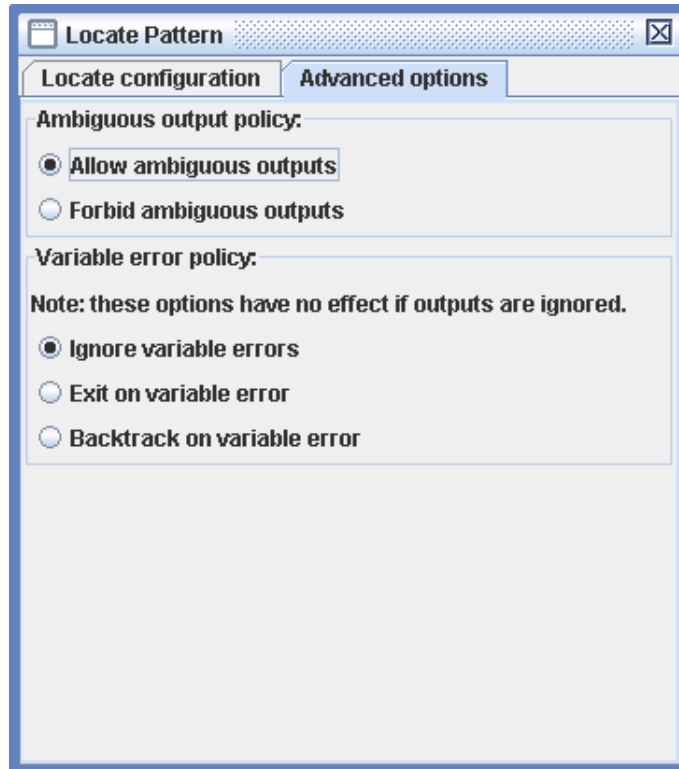 Locate Pattern
Locate configuration
Advanced options
Ambiguous output policy:
Allow ambiguous outputs
Forbid ambiguous outputs
Variable error policy:
Note: these options have no effect if outputs are ignored.
Ignore variable errors
Exit on variable error
Backtrack on variable error